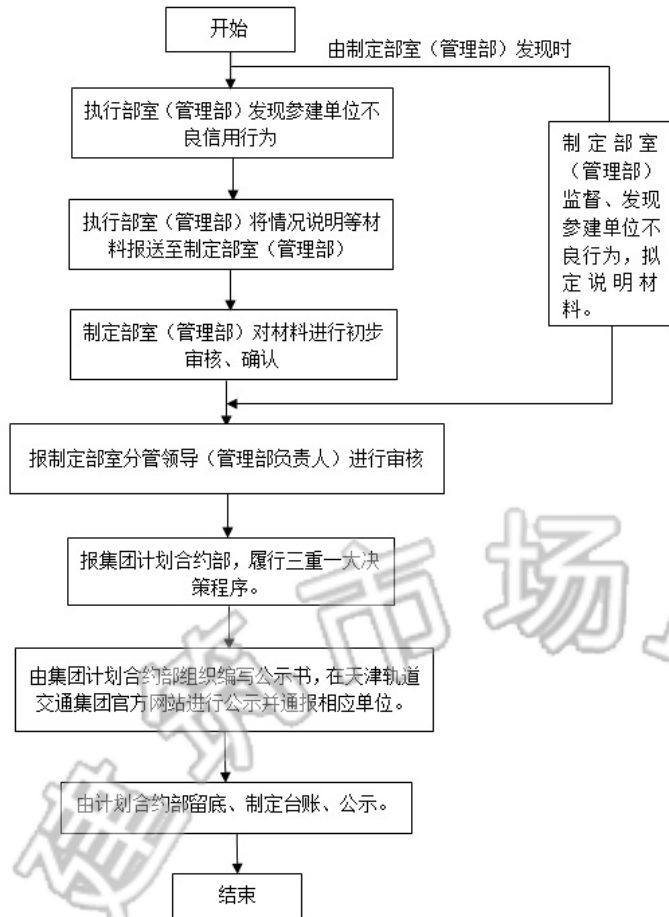 开始
由制定部室（管理部）发现时
执行部室（管理部）发现参建单位不
良信用行为
制定部室
（管理部）
监督、发现
参建单位不
良行为，拟
定说明材
料。
执行部室（管理部）将情况说明等材
料报送至制定部室（管理部）
制定部室（管理部）对材料进行初步
审核、确认
报制定部室分管领导（管理部负责人）进行审核
报集团计划合约部，履行三重一大决
策程序。
由集团计划合约部组织编写公示书，在天津轨道
交通集团官方网站进行公示并通报相应单位。
由计划合约部留底、制定台账、公示。
结束
建筑市场